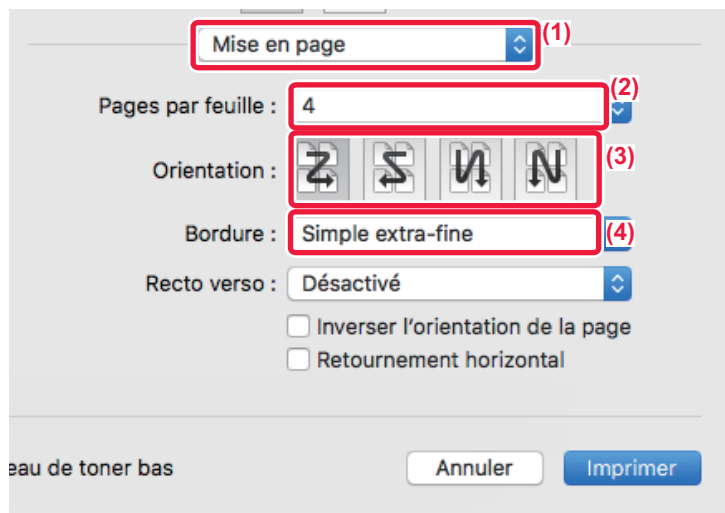 Mise en page (1)
Pages par feuille : 4 (2)
Orientation : (3)
Bordure : Simple extra-fine (4)
Recto verso : Désactivé
Inverser l'orientation de la page
Retournement horizontal
eau de toner bas Annuler Imprimer